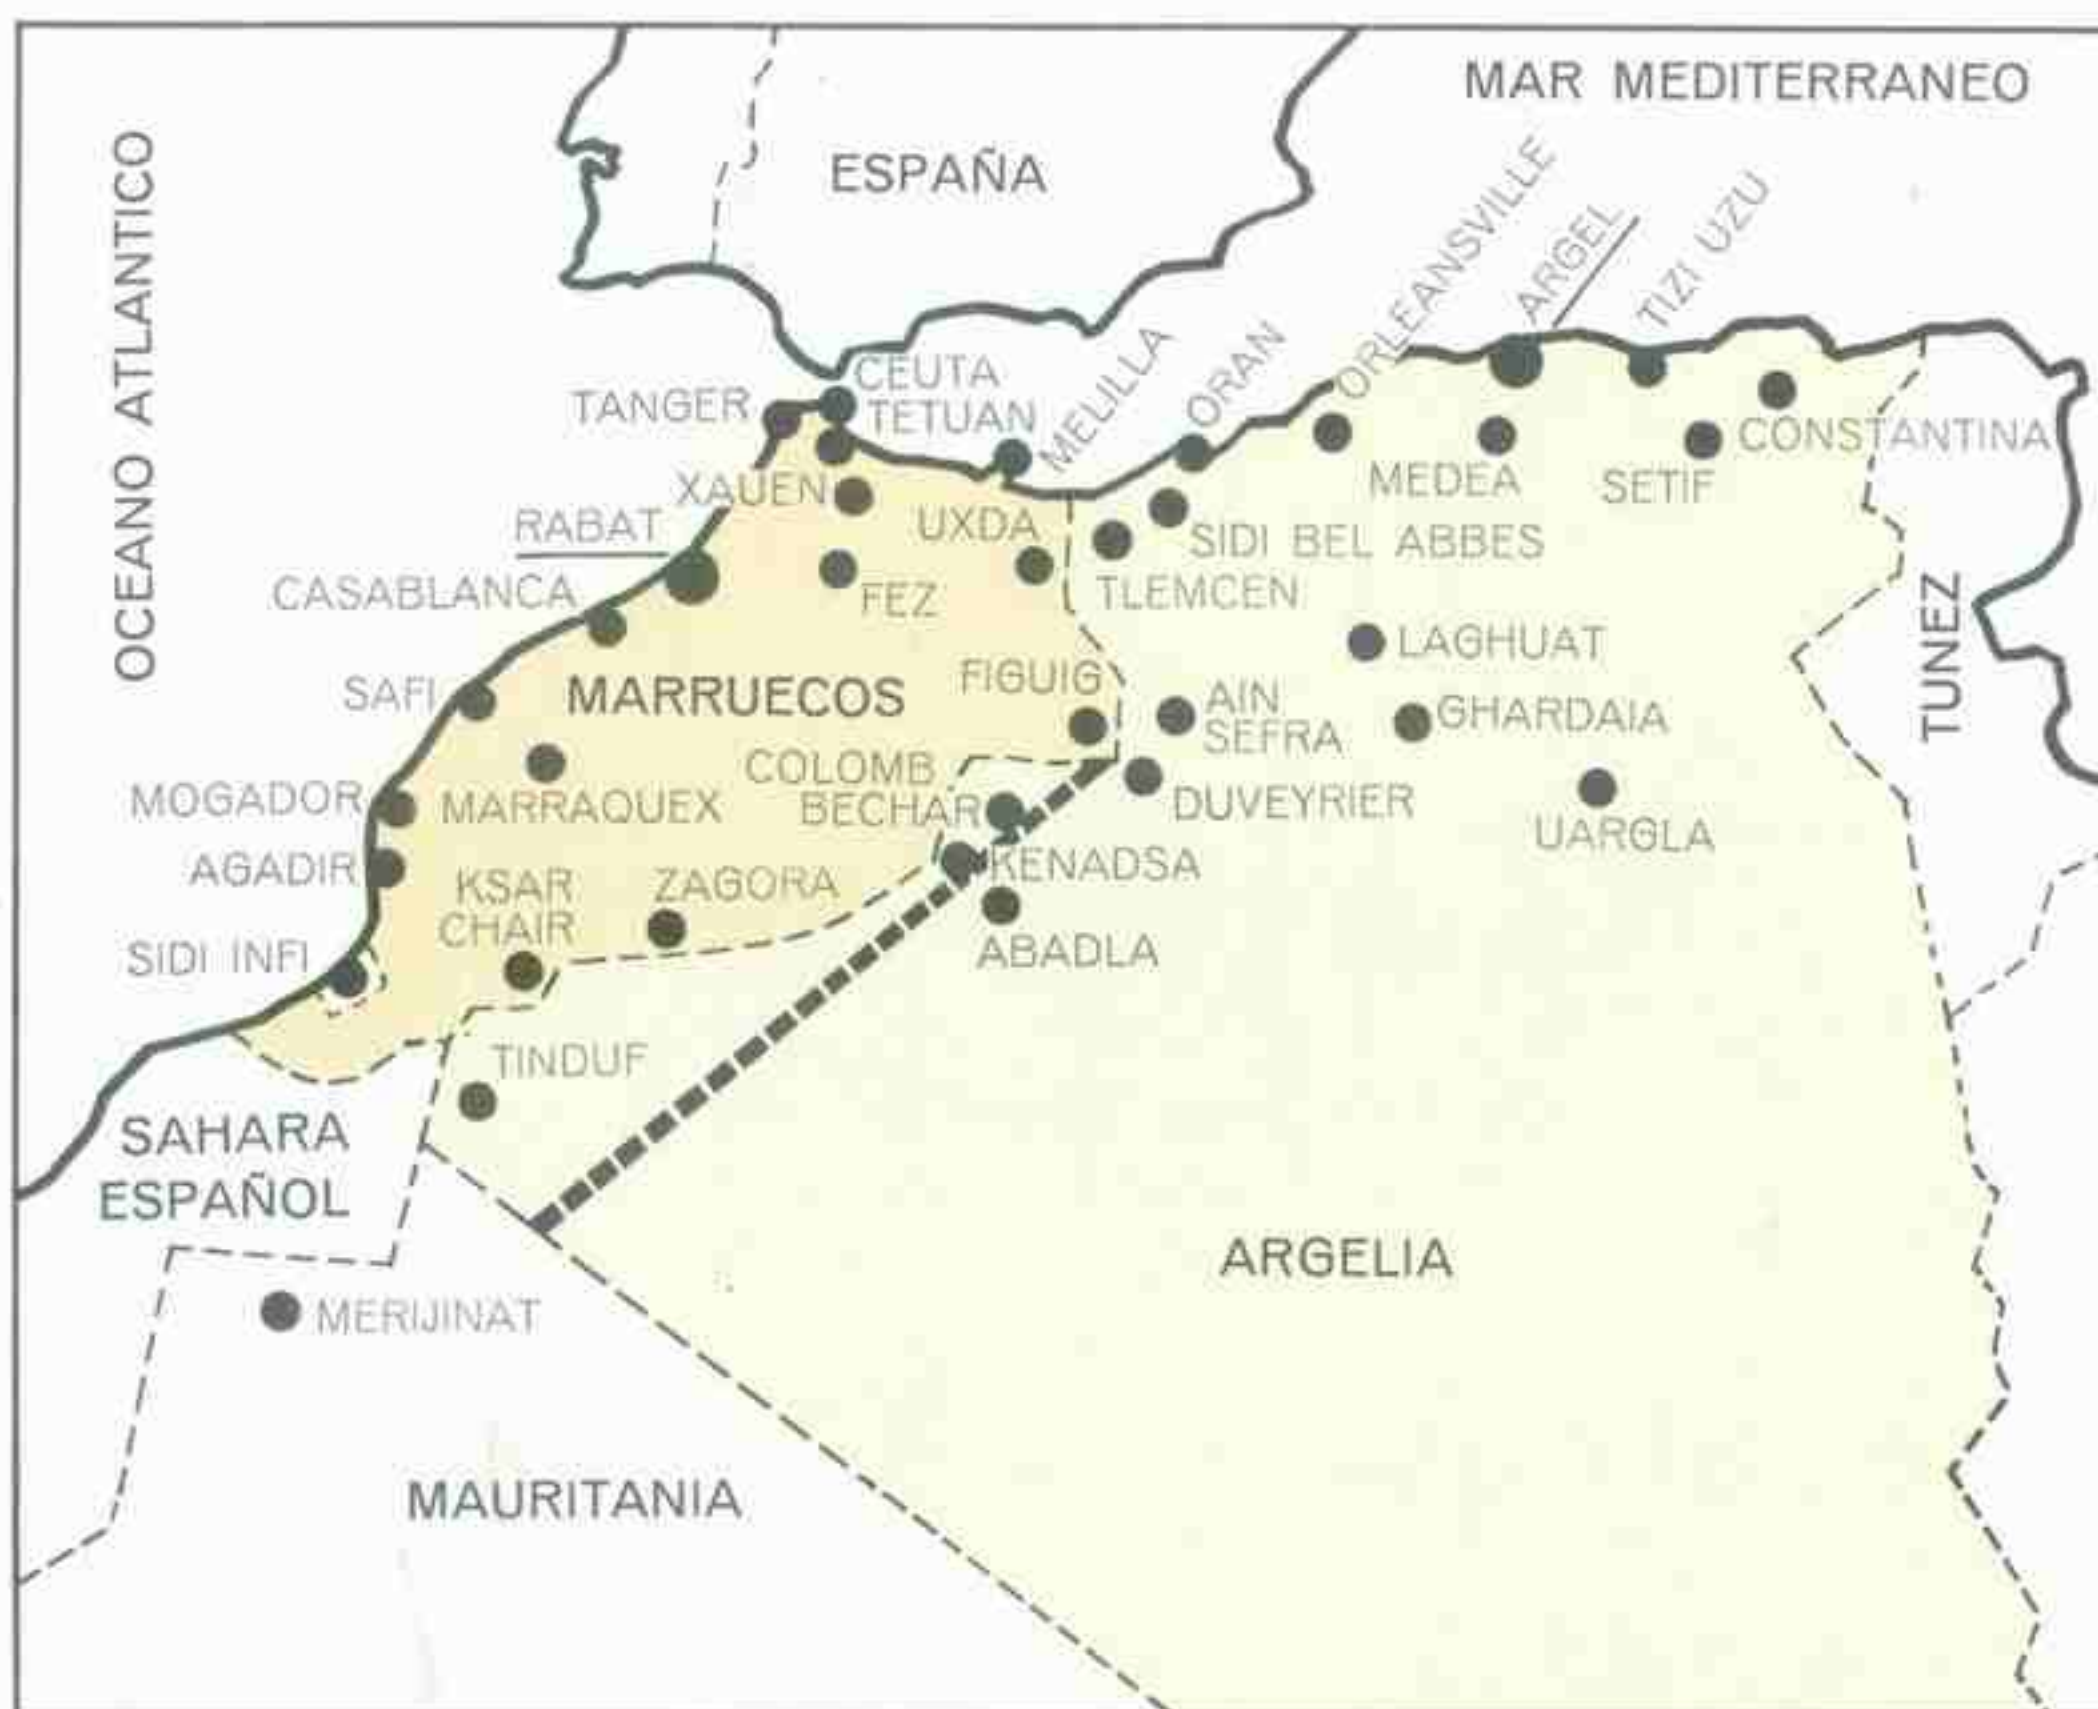 MAR MEDITERRANEO
OCEANO ATLANTICO
ESPAÑA
ORLEANSVILLE
ARGEL
TIZI UZU
CEUTA
TANGER
TETUAN
MELILLA
ORAN
CONSTANTINA
XAUEN
MEDEA
SETIF
RABAT
UXDA
SIDI BEL ABBES
CASABLANCA
FEZ
TLEMCEN
LAGHUAT
TUNEZ
SAFI
MARRUECOS
FIGUIG
AIN
SEFRA
GHARDAIA
COLOMB
BECHAR
MOGADOR
MARRAQUEX
DUVEYRIER
UARGLA
AGADIR
KSAR
CHAIR
ZAGORA
KENADSA
SIDI INFI
ABADLA
TINDUF
SAHARA
ESPAÑOL
ARGELIA
MERIJINAT
MAURITANIA